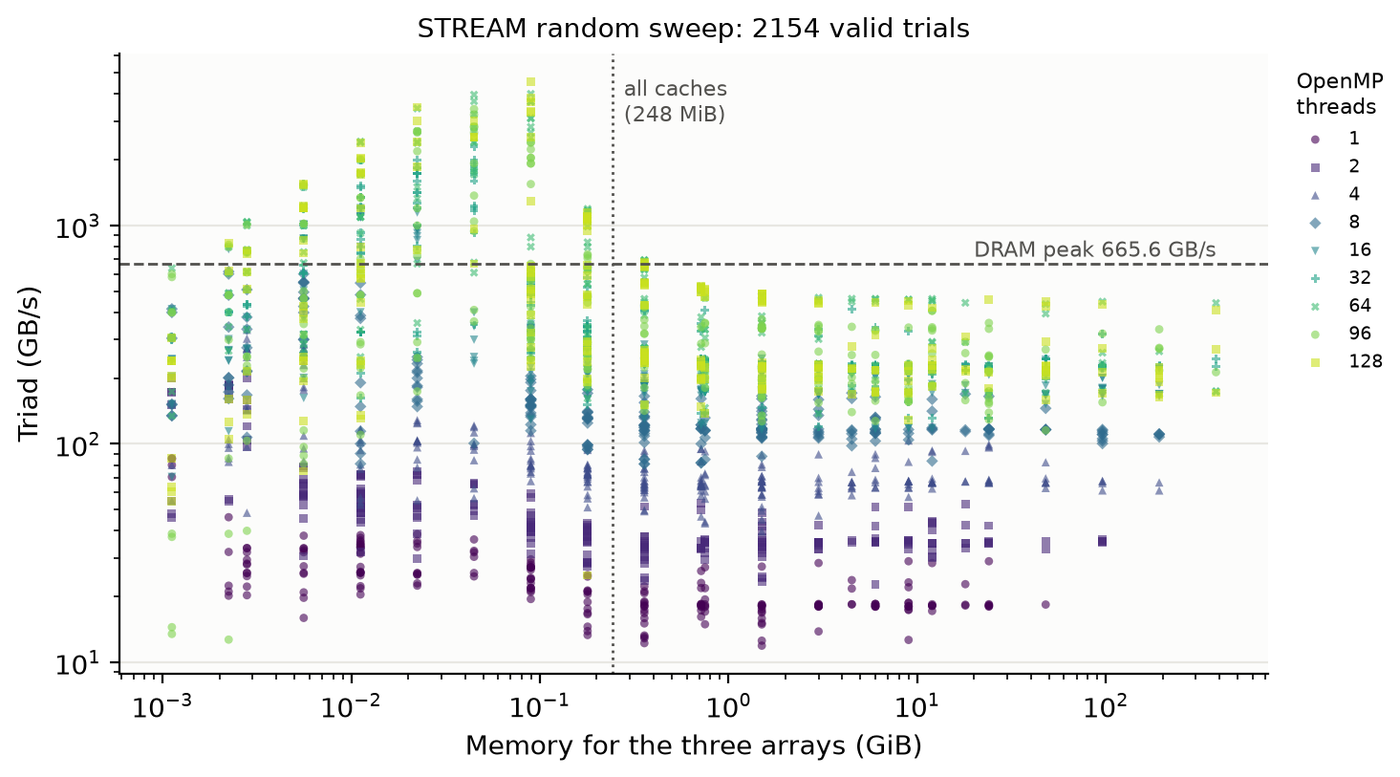 STREAM random sweep: 2154 valid trials
all caches
(248 MiB)
DRAM peak 665.6 GB/s
Triad (GB/s)
10³
10²
10¹
10⁻³
10⁻²
10⁻¹
10⁰
10¹
10²
Memory for the three arrays (GiB)
OpenMP
threads
1
2
4
8
16
32
64
96
128